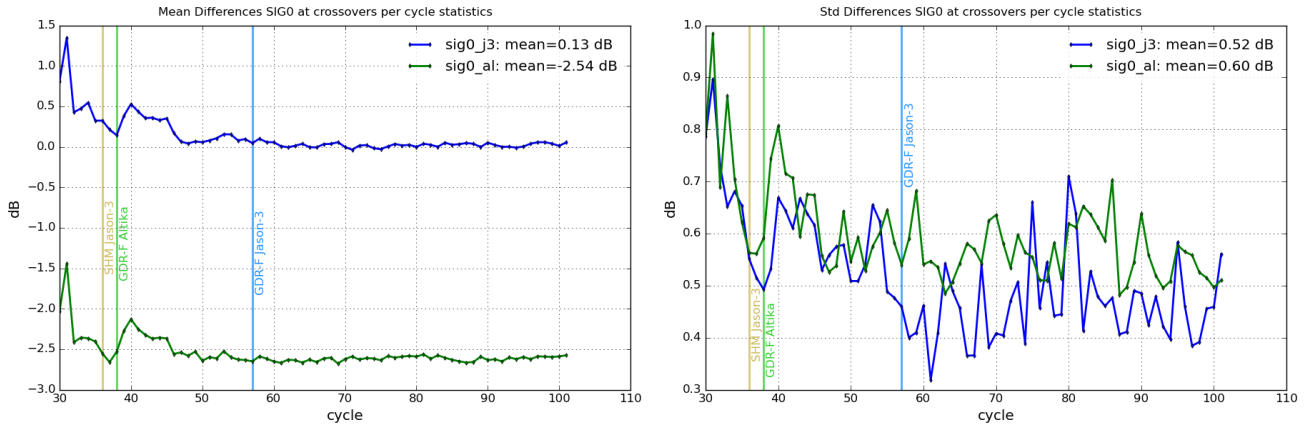 Mean Differences SIG0 at crossovers per cycle statistics
1.5
1.0
0.5
0.0
−0.5
−1.0
−1.5
−2.0
−2.5
−3.0
dB
sig0_j3: mean=0.13 dB
sig0_al: mean=-2.54 dB
SHM Jason-3
GDR-F Altika
GDR-F Jason-3
30 40 50 60 70 80 90 100 110
cycle
Std Differences SIG0 at crossovers per cycle statistics
1.0
0.9
0.8
0.7
0.6
0.5
0.4
0.3
dB
sig0_j3: mean=0.52 dB
sig0_al: mean=0.60 dB
SHM Jason-3
GDR-F Altika
GDR-F Jason-3
30 40 50 60 70 80 90 100 110
cycle